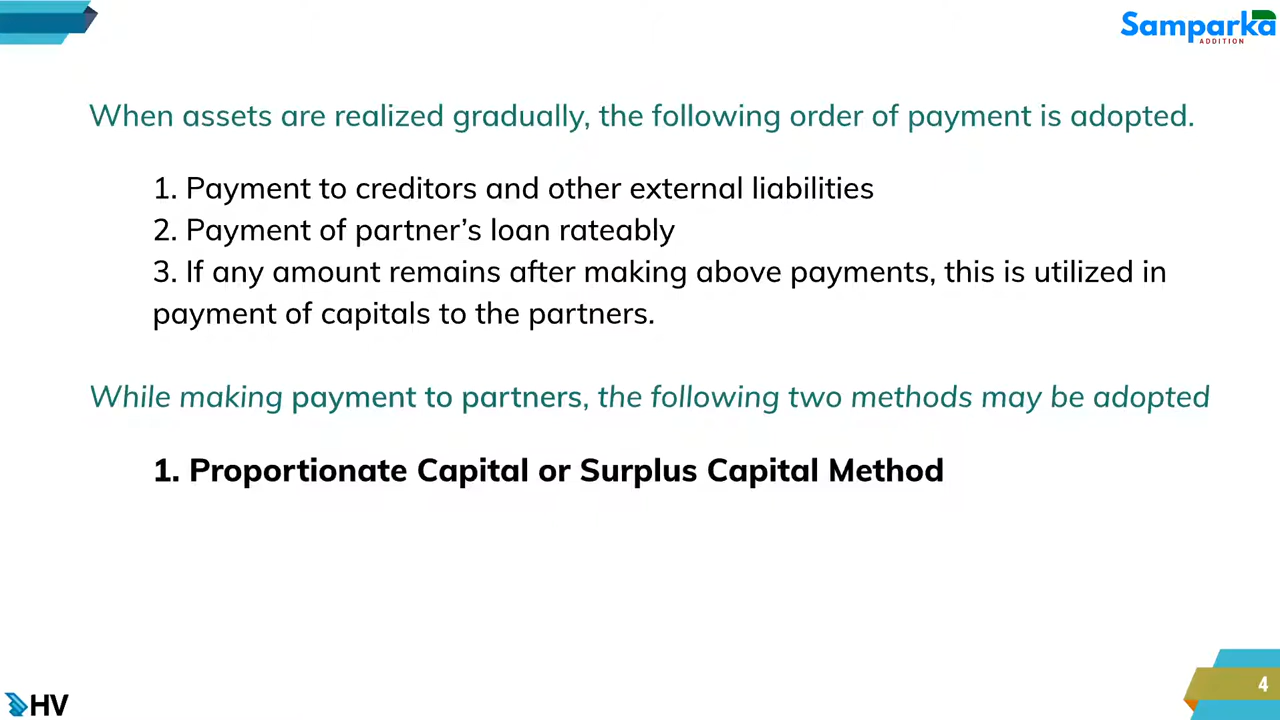 Samparka
ADDITION
When assets are realized gradually, the following order of payment is adopted.
1. Payment to creditors and other external liabilities
2. Payment of partner’s loan rateably
3. If any amount remains after making above payments, this is utilized in
payment of capitals to the partners.
While making payment to partners, the following two methods may be adopted
1. Proportionate Capital or Surplus Capital Method
HV
4